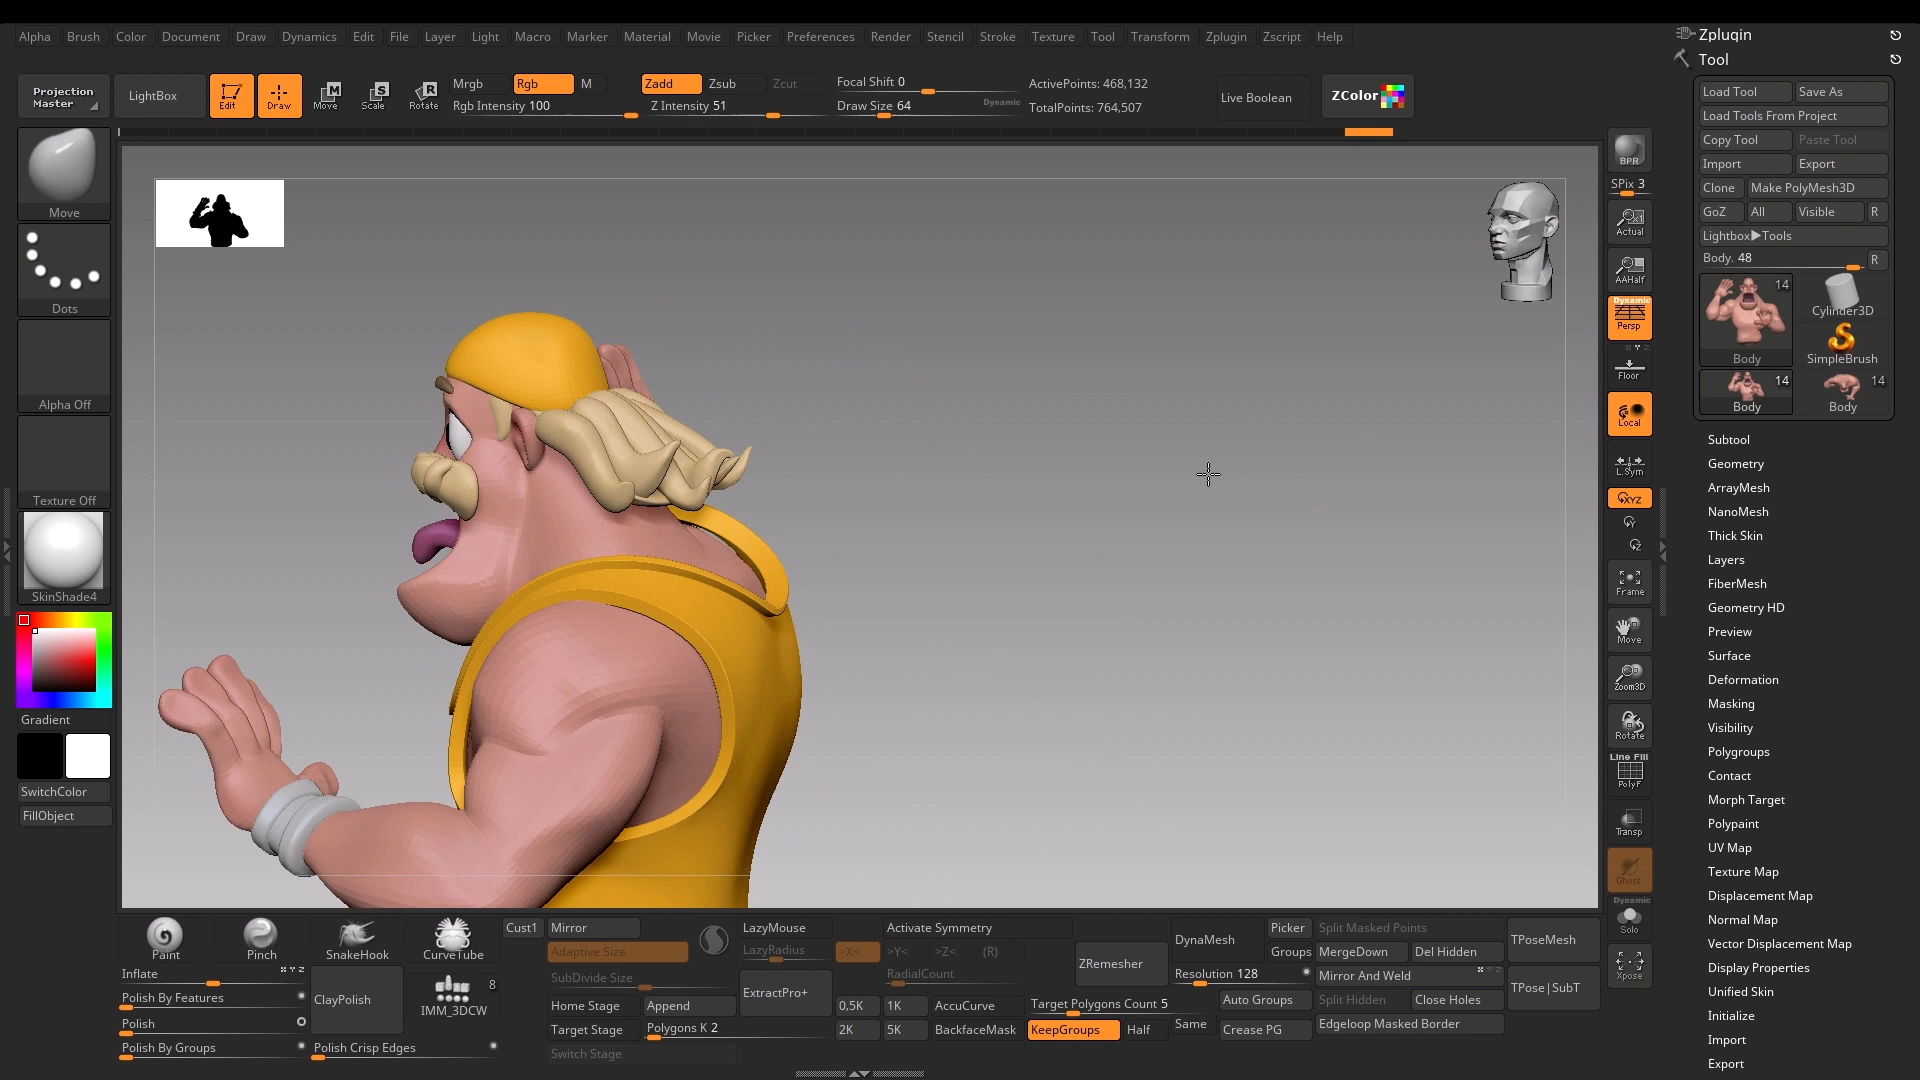 Alpha Brush Color Document Draw Dynamics Edit File Layer Light Macro Marker Material Movie Picker Preferences Render Stencil Stroke Texture Tool Transform Zplugin Zscript Help
Projection Master
LightBox
Edit
Draw
Move
Scale
Rotate
Mrgb Rgb M
Rgb Intensity 100
Zadd Zsub Zcut
Z Intensity 51
Focal Shift 0
Draw Size 64
Dynamic
ActivePoints: 468,132
TotalPoints: 764,507
Live Boolean
ZColor
Move
Dots
Alpha Off
Texture Off
SkinShade4
Gradient
SwitchColor
FillObject
BPR
SPix 3
Actual
AAHalf
Dynamic
Persp
Floor
Local
L.Sym
XYZ
Frame
Move
Zoom3D
Rotate
Line Fill
PolyF
Transp
Ghost
Dynamic
Solo
Xpose
Zplugin
Tool
Load Tool Save As
Load Tools From Project
Copy Tool Paste Tool
Import Export
Clone Make PolyMesh3D
GoZ All Visible R
Lightbox▶Tools
Body. 48 R
14
Body
Cylinder3D
SimpleBrush
14
Body
14
Body
Subtool
Geometry
ArrayMesh
NanoMesh
Thick Skin
Layers
FiberMesh
Geometry HD
Preview
Surface
Deformation
Masking
Visibility
Polygroups
Contact
Morph Target
Polypaint
UV Map
Texture Map
Displacement Map
Normal Map
Vector Displacement Map
Display Properties
Unified Skin
Initialize
Import
Export
Paint
Pinch
SnakeHook
CurveTube
Inflate
Polish By Features
Polish
Polish By Groups
ClayPolish
8
IMM_3DCW
Polish Crisp Edges
Cust1
Mirror
Adaptive Size
SubDivide Size
Home Stage Append
Target Stage Polygons K 2
Switch Stage
LazyMouse
LazyRadius
ExtractPro+
Activate Symmetry
>X< >Y< >Z< (R)
RadialCount
0,5K 1K AccuCurve
2K 5K BackfaceMask
ZRemesher
Target Polygons Count 5
KeepGroups Half Same
DynaMesh
Resolution 128
Picker
Groups
Auto Groups
Crease PG
Split Masked Points
MergeDown Del Hidden
Mirror And Weld
Split Hidden Close Holes
Edgeloop Masked Border
TPoseMesh
TPose|SubT